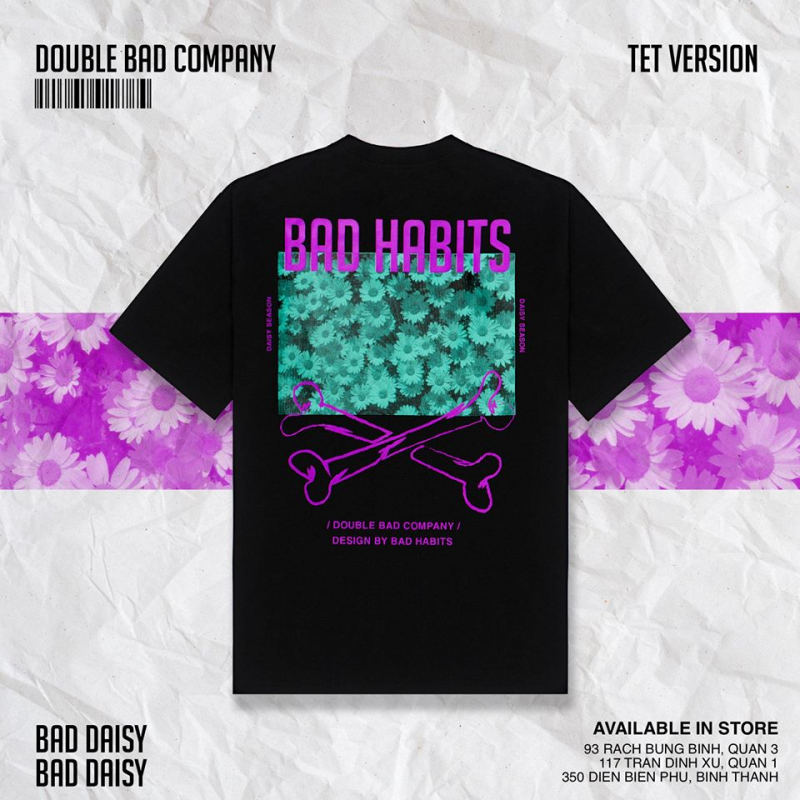 DOUBLE BAD COMPANY
TET VERSION
BAD HABITS
DAISY SEASON
DAISY SEASON
/ DOUBLE BAD COMPANY /
DESIGN BY BAD HABITS
BAD DAISY
BAD DAISY
AVAILABLE IN STORE
93 RACH BUNG BINH, QUAN 3
117 TRAN DINH XU, QUAN 1
350 DIEN BIEN PHU, BINH THANH